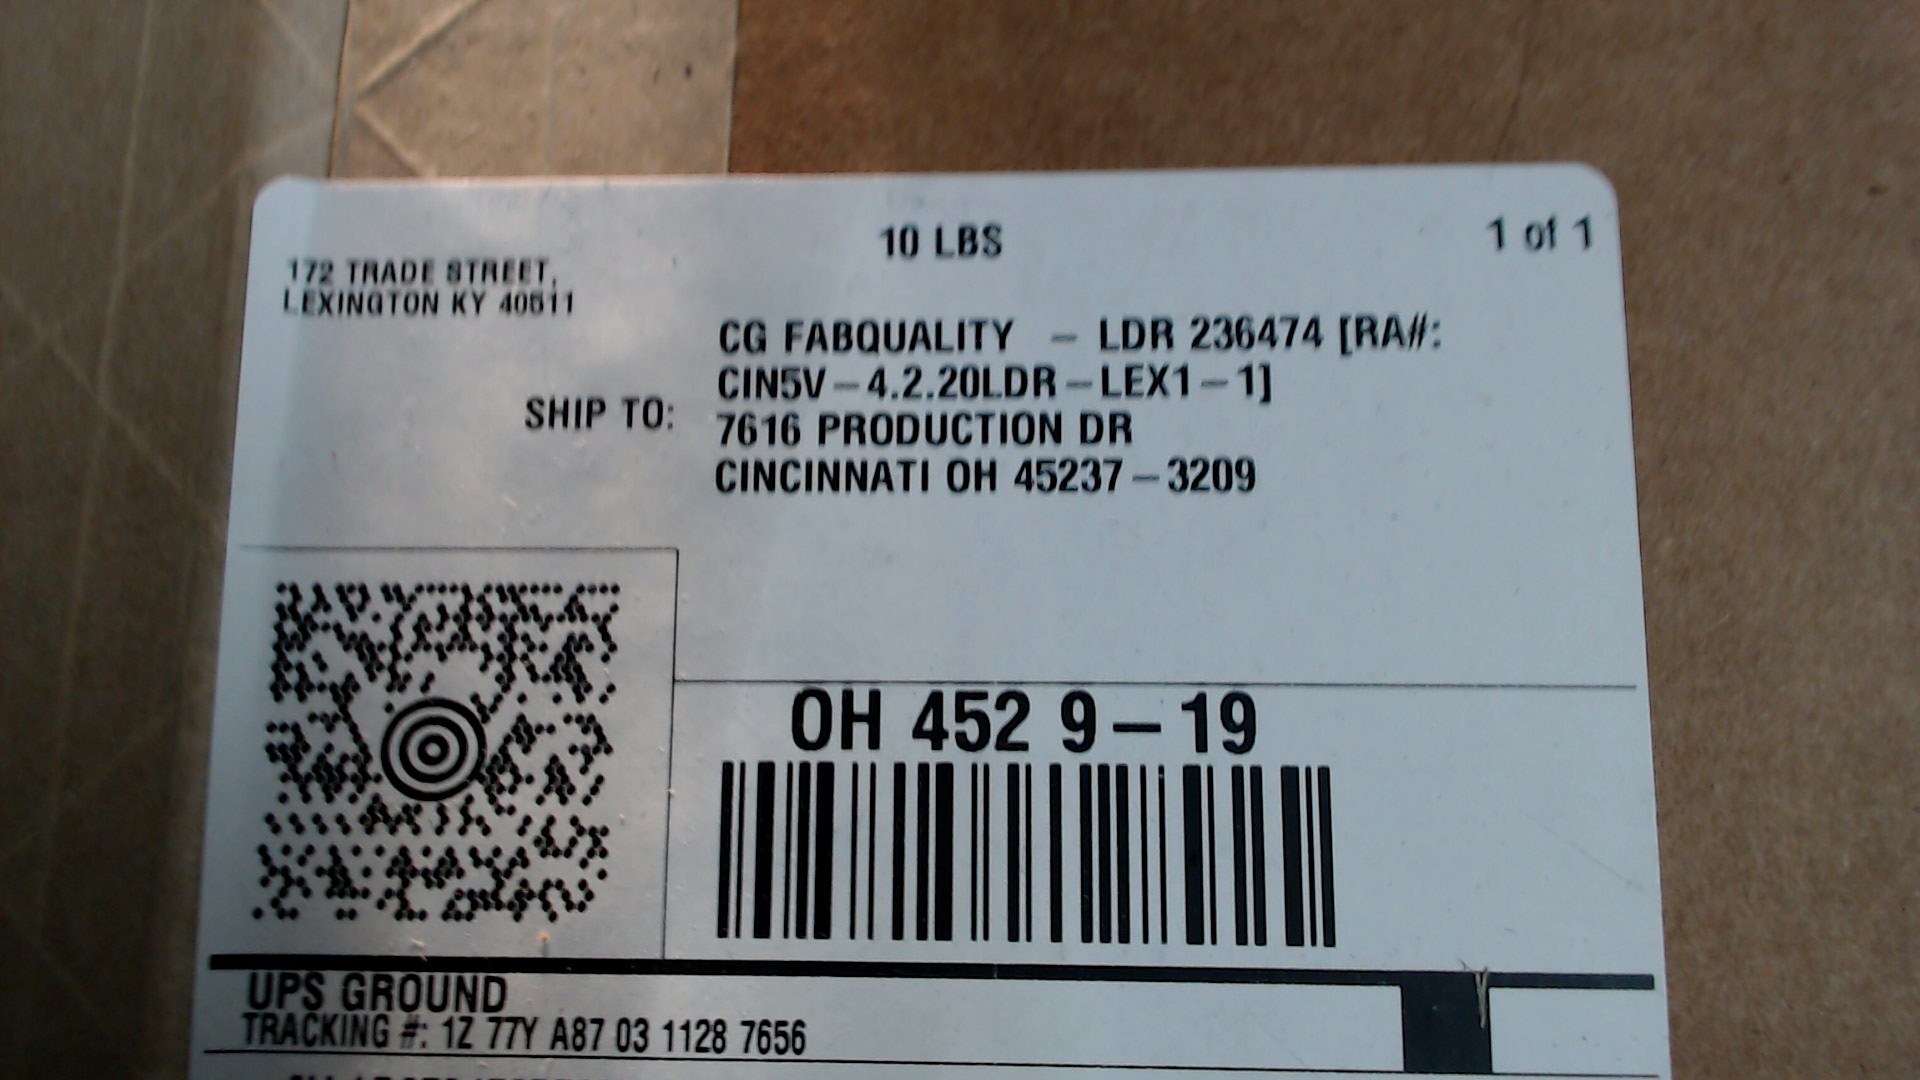 10 LBS
1 of 1
172 TRADE STREET,
LEXINGTON KY 40511
SHIP TO:
CG FABQUALITY - LDR 236474 [RA#:
CIN5V-4.2.20LDR-LEX1-1]
7616 PRODUCTION DR
CINCINNATI OH 45237-3209
OH 452 9-19
UPS GROUND
TRACKING #: 1Z 77Y A87 03 1128 7656